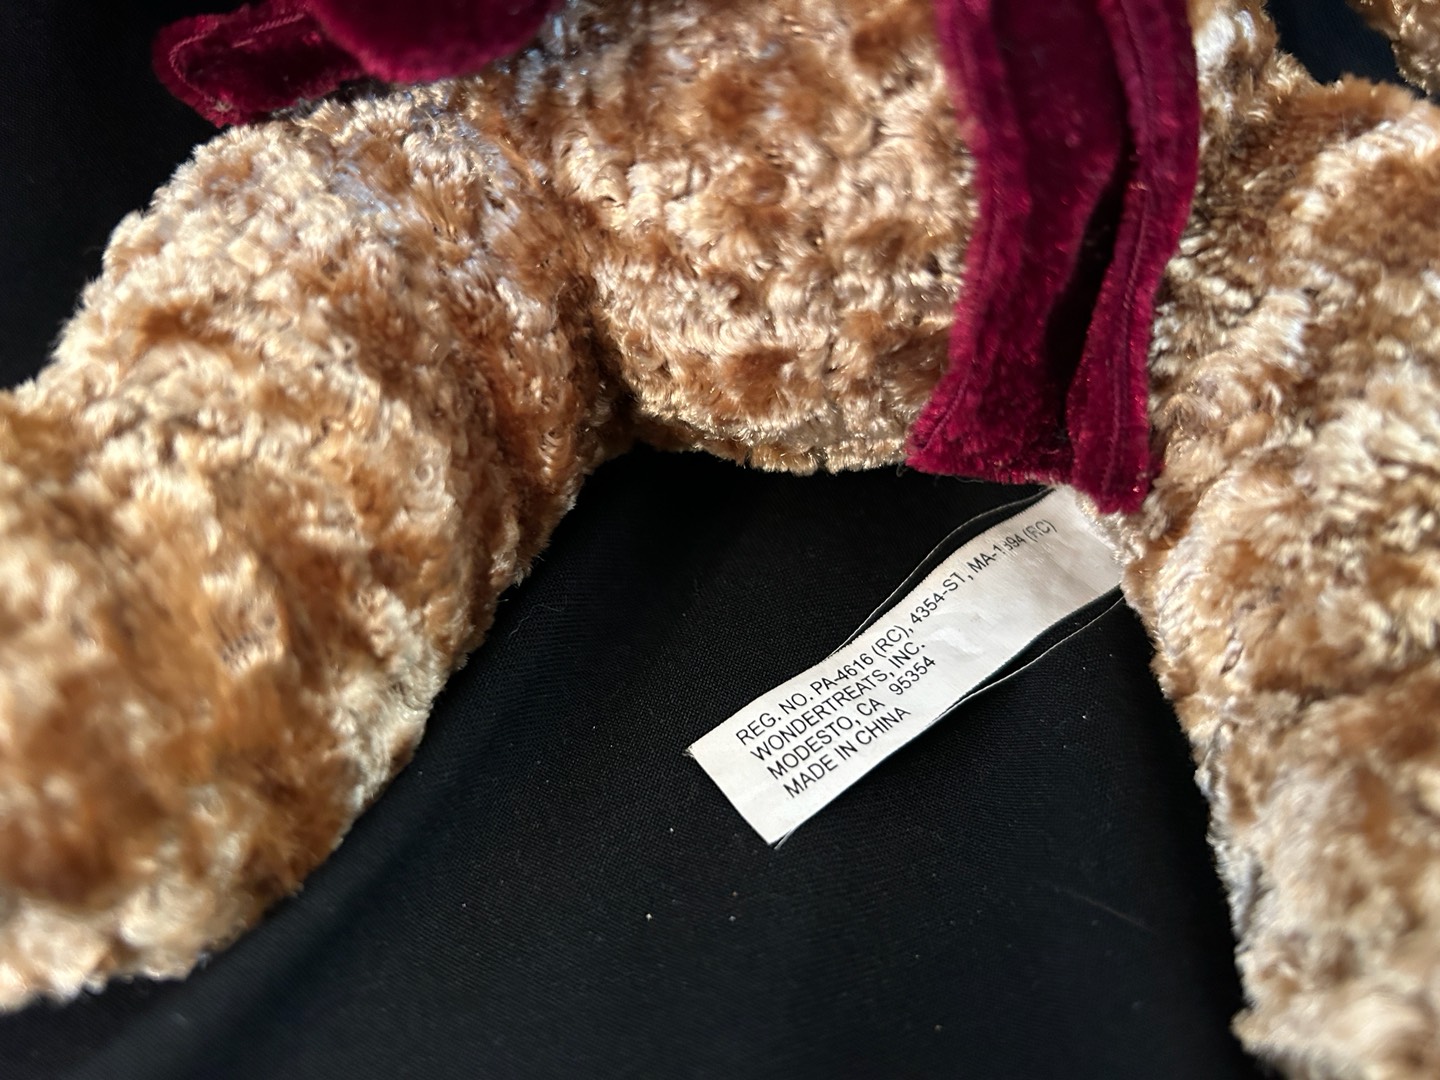 REG. NO. PA-4616 (RC), 4354-ST, MA-1394 (RC)
WONDERTREATS, INC.
MODESTO, CA 95354
MADE IN CHINA